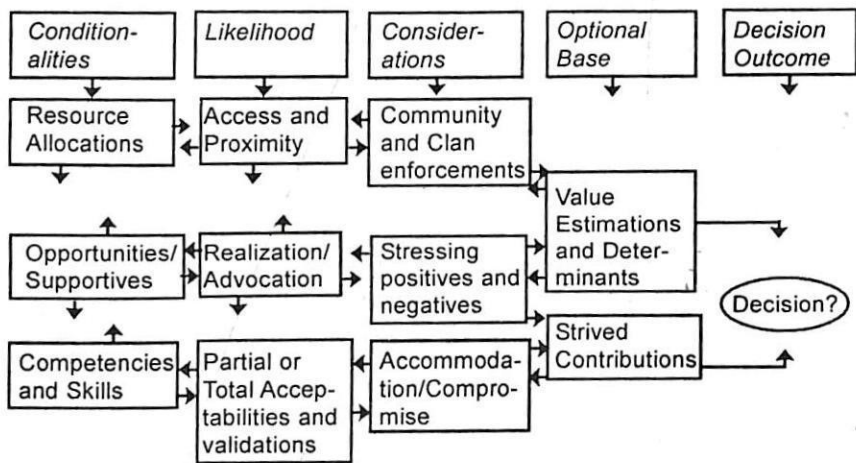 Condition-
alities
Likelihood
Consider-
ations
Optional
Base
Decision
Outcome
Resource
Allocations
Access and
Proximity
Community
and Clan
enforcements
Value
Estimations
and Deter-
minants
Opportunities/
Supportives
Realization/
Advocation
Stressing
positives and
negatives
Decision?
Strived
Contributions
Competencies
and Skills
Partial or
Total Accep-
tabilities and
validations
Accommoda-
tion/Compro-
mise